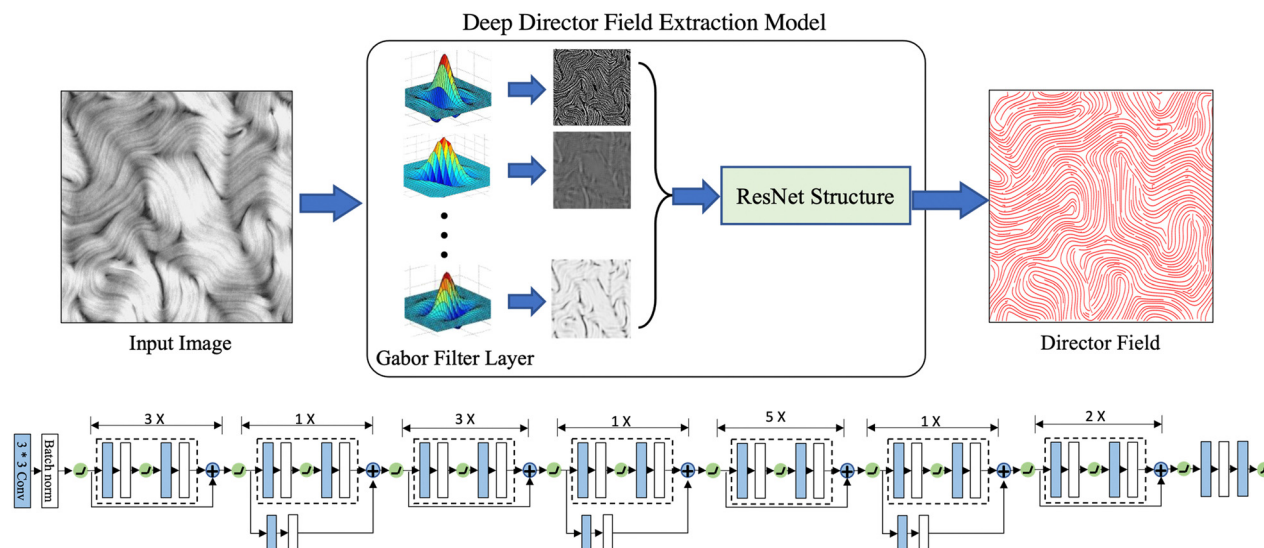 Deep Director Field Extraction Model
ResNet Structure
Input Image
Gabor Filter Layer
Director Field
3 X
1 X
3 X
1 X
5 X
1 X
2 X
3 * 3 Conv
Batch norm